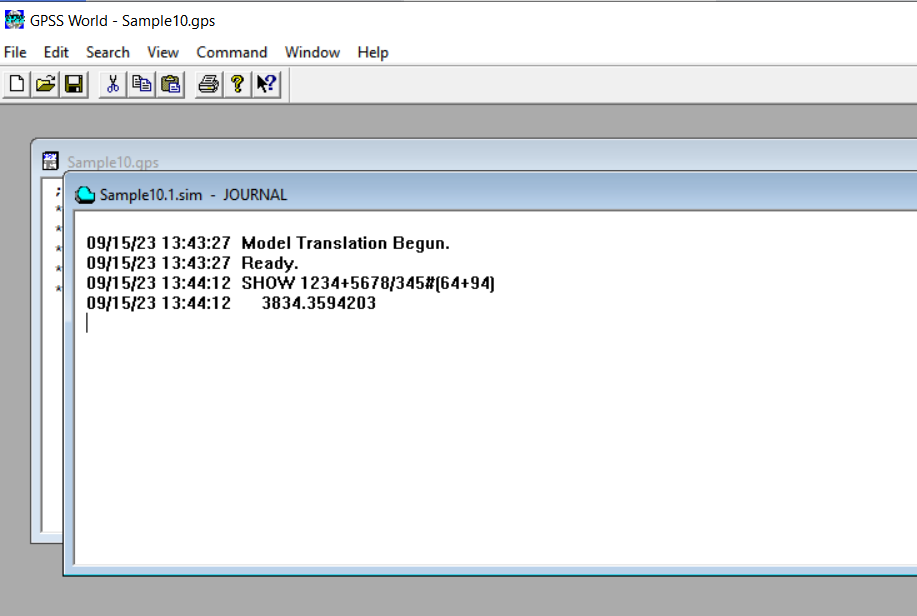 GPSS World - Sample10.gps
File Edit Search View Command Window Help
Sample10.gps
;
*
*
*
*
*
Sample10.1.sim - JOURNAL
09/15/23 13:43:27 Model Translation Begun.
09/15/23 13:43:27 Ready.
09/15/23 13:44:12 SHOW 1234+5678/345#(64+94)
09/15/23 13:44:12 3834.3594203